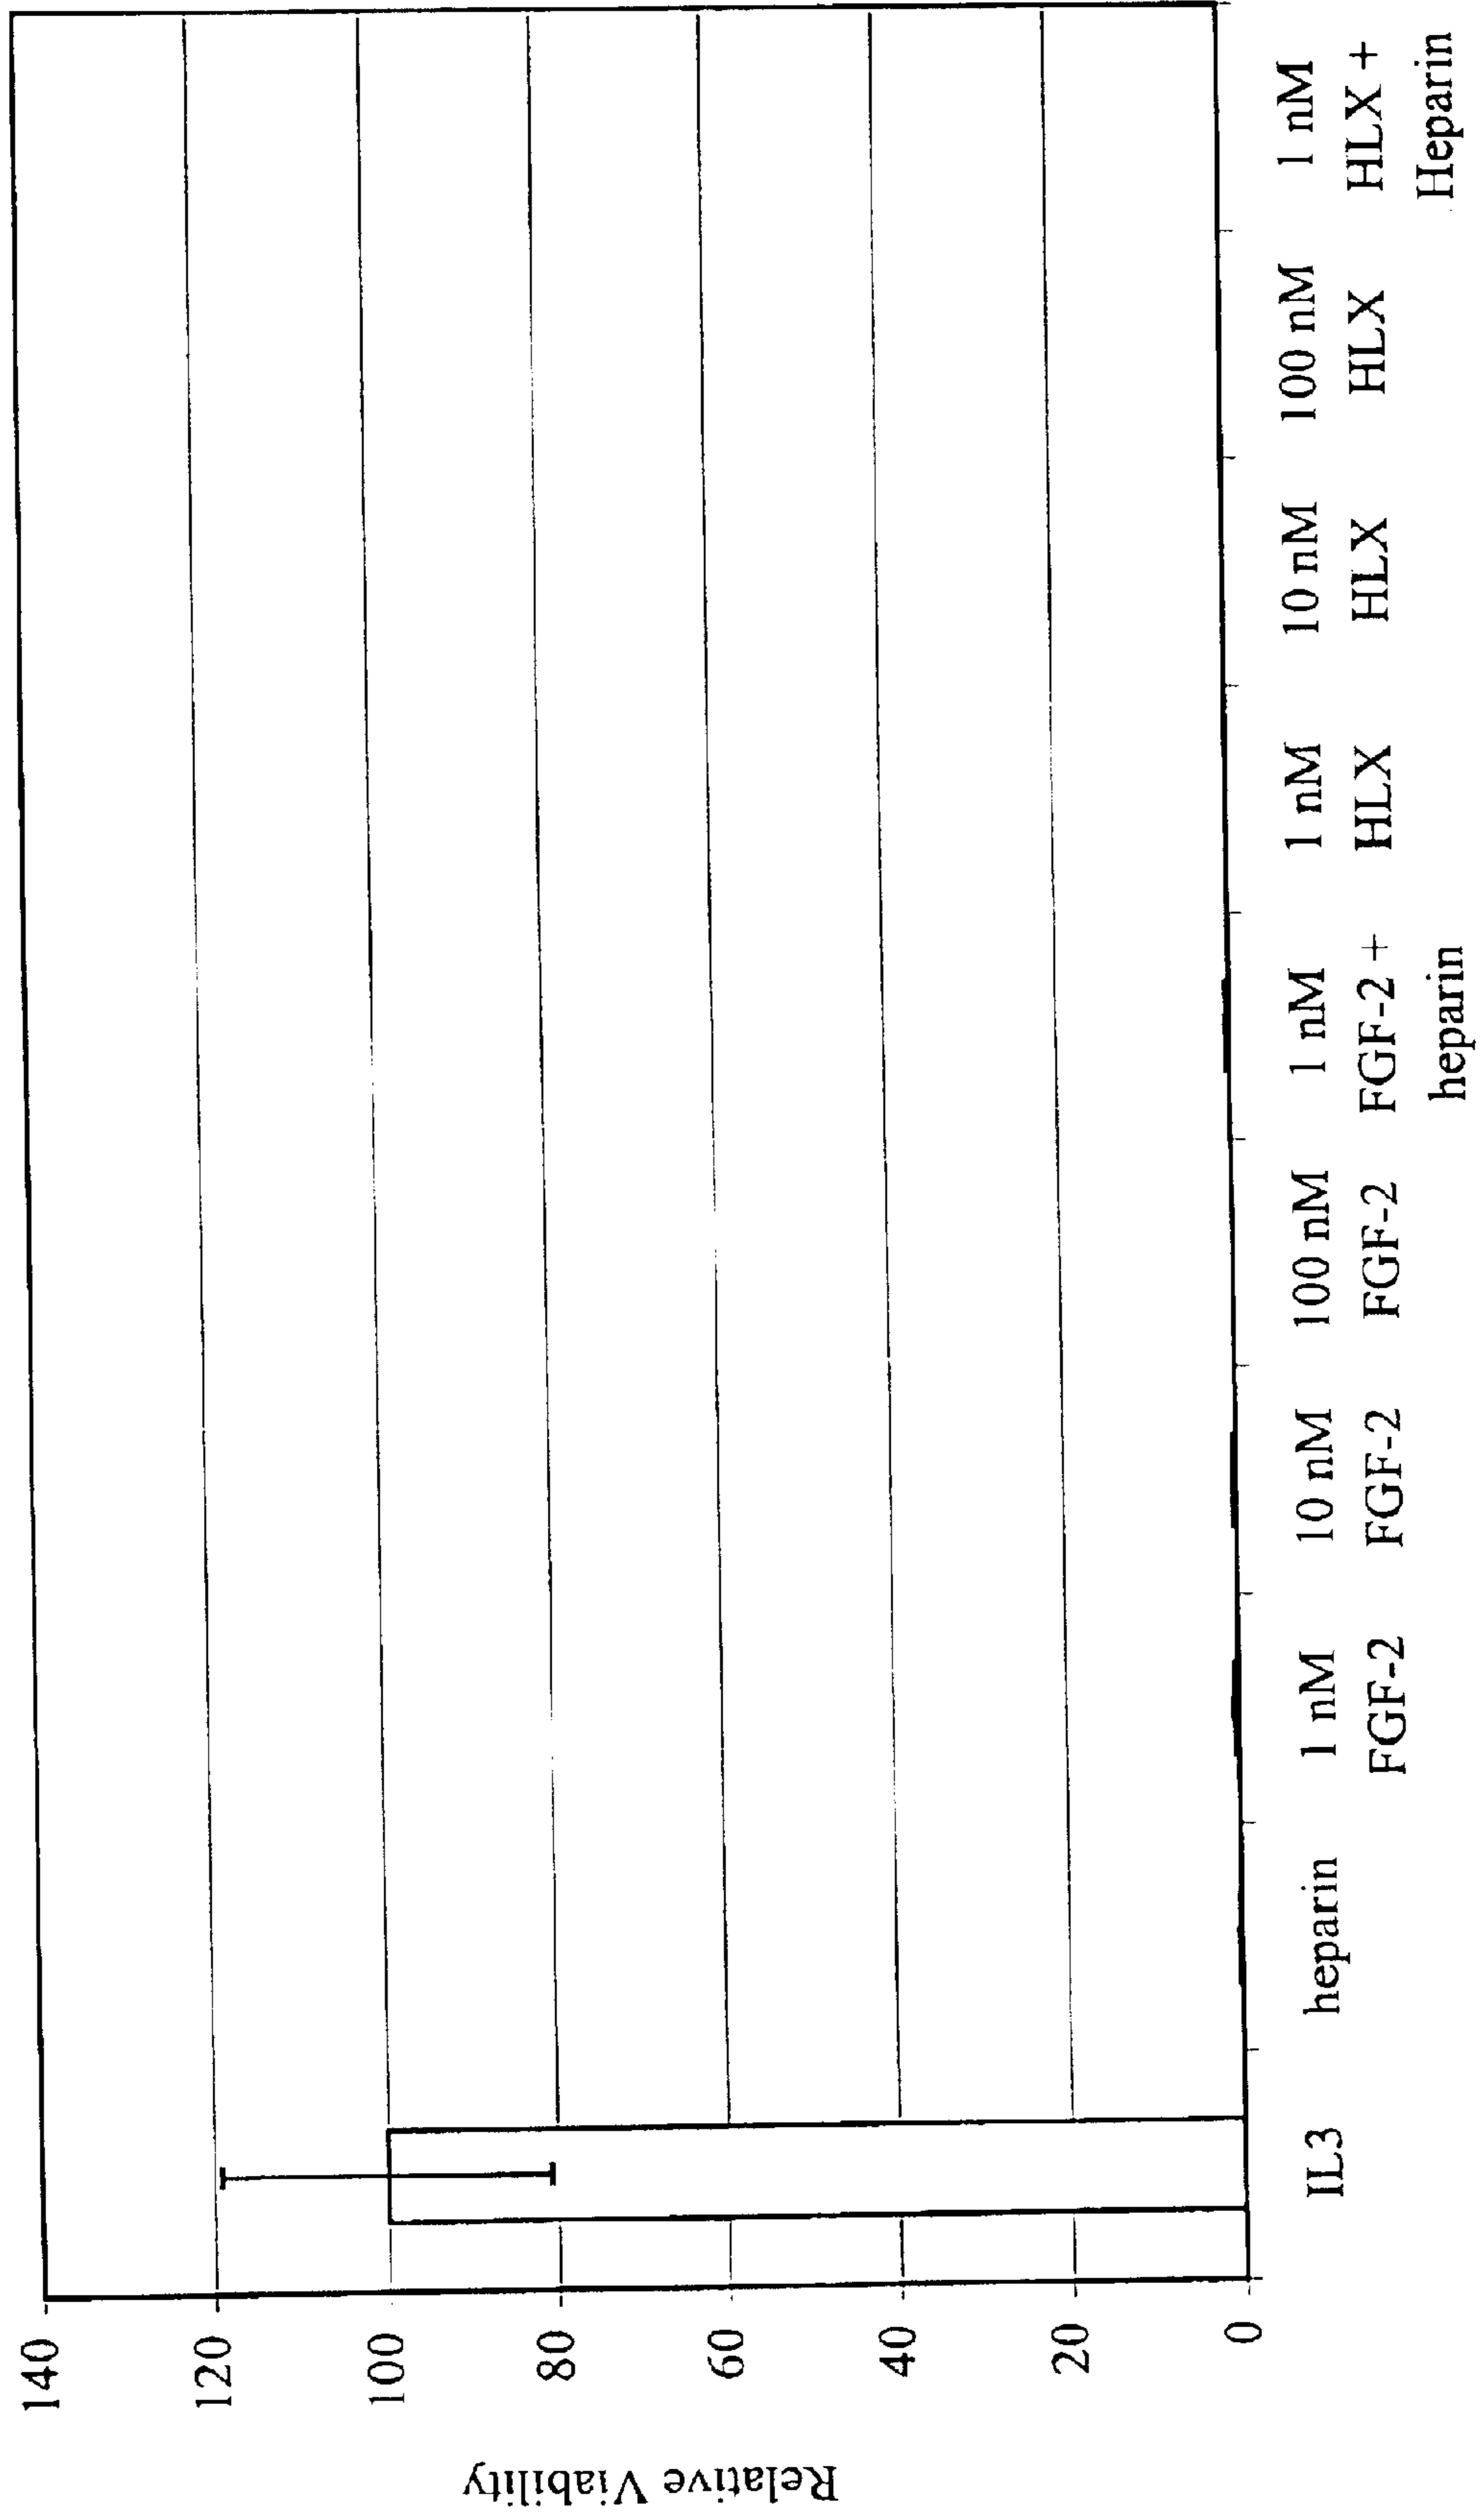 Relative Viability
140
120
100
80
60
40
20
0
IL3
heparin
1 nM
FGF-2
10 nM
FGF-2
100 nM
FGF-2
1 nM
FGF-2 +
heparin
1 nM
HLX
10 nM
HLX
100 nM
HLX
1 nM
HLX +
Heparin